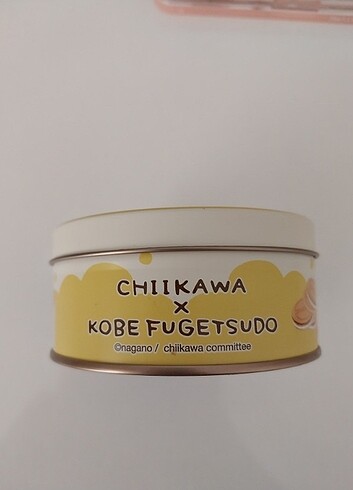 CHIIKAWA
X
KOBE FUGETSUDO
©nagano / chiikawa committee